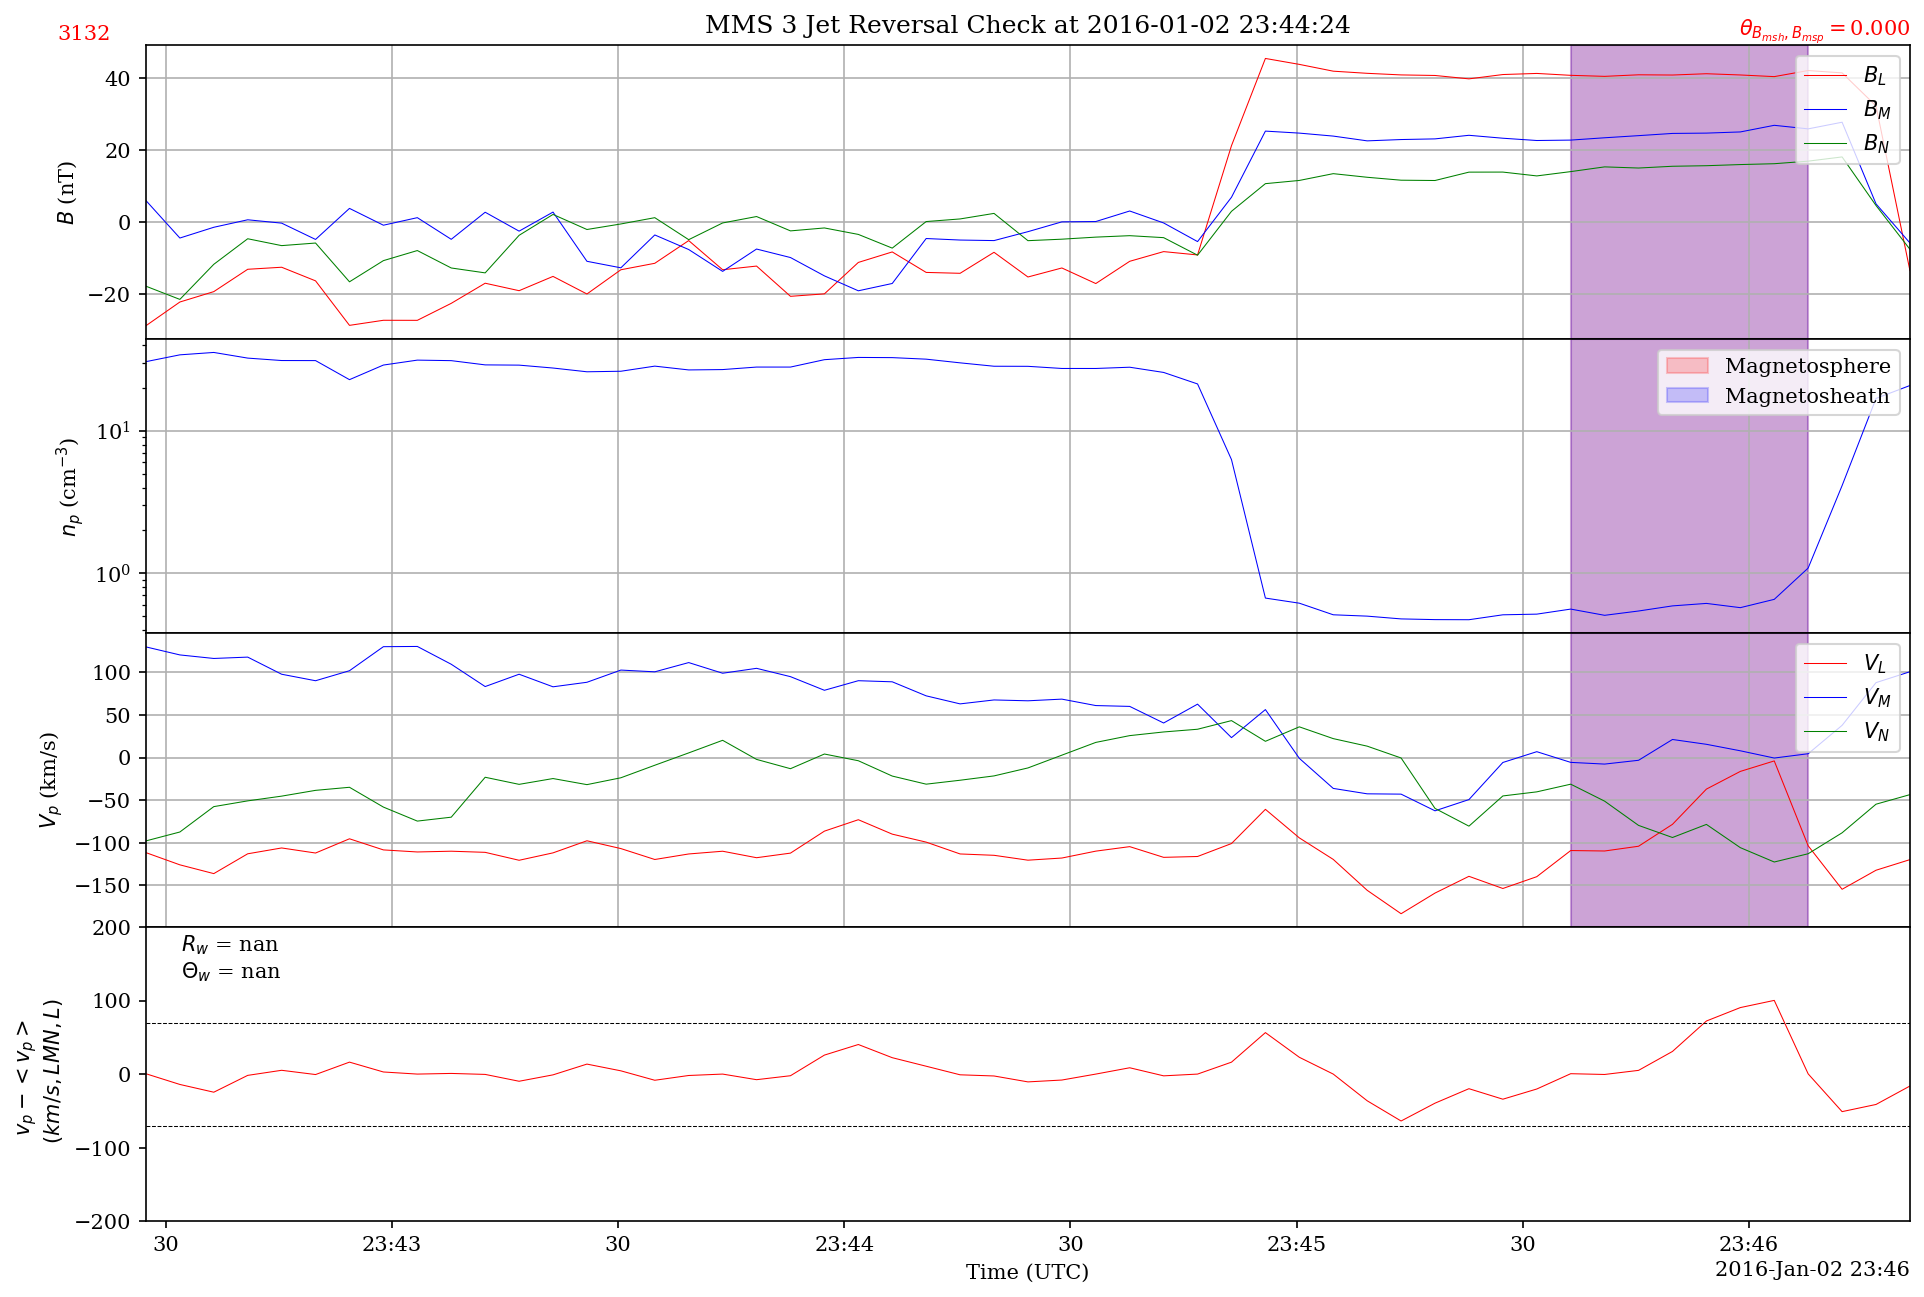 MMS 3 Jet Reversal Check at 2016-01-02 23:44:24
3132
θ_{B_{msh}, B_{msp}} = 0.000
40
20
0
−20
B (nT)
B_L
B_M
B_N
10^1
10^0
n_p (cm^{−3})
Magnetosphere
Magnetosheath
100
50
0
−50
−100
−150
V_p (km/s)
V_L
V_M
V_N
200
100
0
−100
−200
v_p − < v_p >
(km/s, LMN, L)
R_w = nan
Θ_w = nan
30 23:43 30 23:44 30 23:45 30 23:46
Time (UTC)
2016-Jan-02 23:46